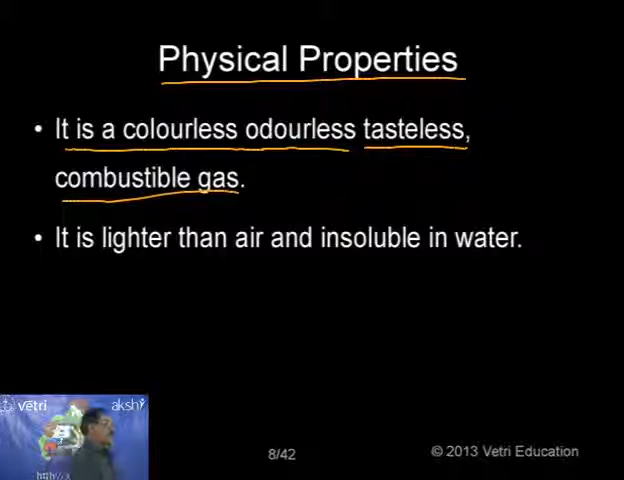 Physical Properties
• It is a colourless odourless tasteless,
combustible gas.
• It is lighter than air and insoluble in water.
vetri akshi
8/42
© 2013 Vetri Education